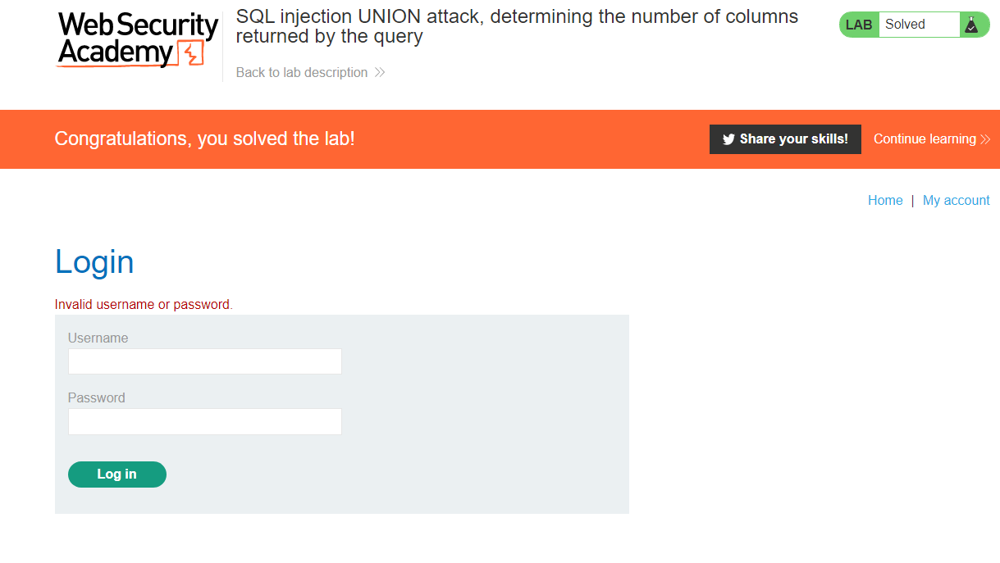 Web Security
Academy
SQL injection UNION attack, determining the number of columns
returned by the query
Back to lab description
LAB Solved
Congratulations, you solved the lab!
Share your skills!
Continue learning
Home | My account
Login
Invalid username or password.
Username
Password
Log in